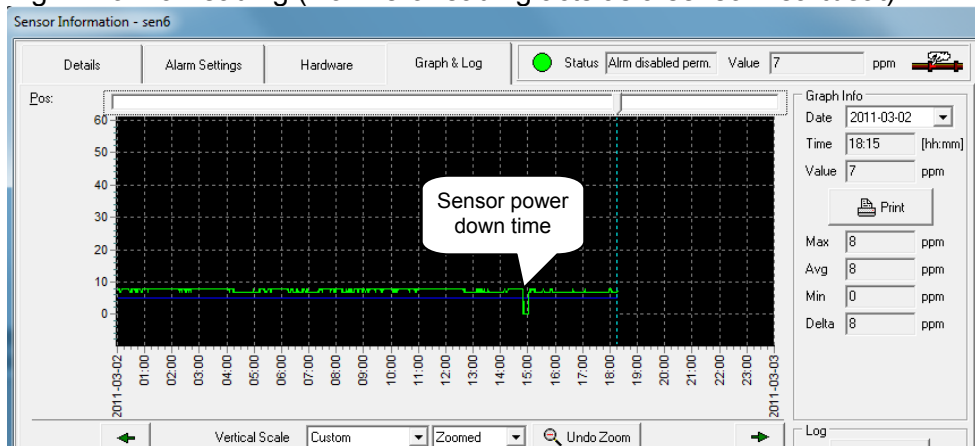 Sensor Information - sen6
Details
Alarm Settings
Hardware
Graph & Log
Status
Alrm disabled perm.
Value
7
ppm
Pos:
60
50
40
30
20
10
0
Sensor power
down time
2011-03-02
01:00
02:00
03:00
04:00
05:00
06:00
07:00
08:00
09:00
10:00
11:00
12:00
13:00
14:00
15:00
16:00
17:00
18:00
19:00
20:00
21:00
22:00
23:00
2011-03-03
Vertical Scale
Custom
Zoomed
Undo Zoom
Graph Info
Date
2011-03-02
Time
18:15
[hh:mm]
Value
7
ppm
Print
Max
8
ppm
Avg
8
ppm
Min
0
ppm
Delta
8
ppm
Log